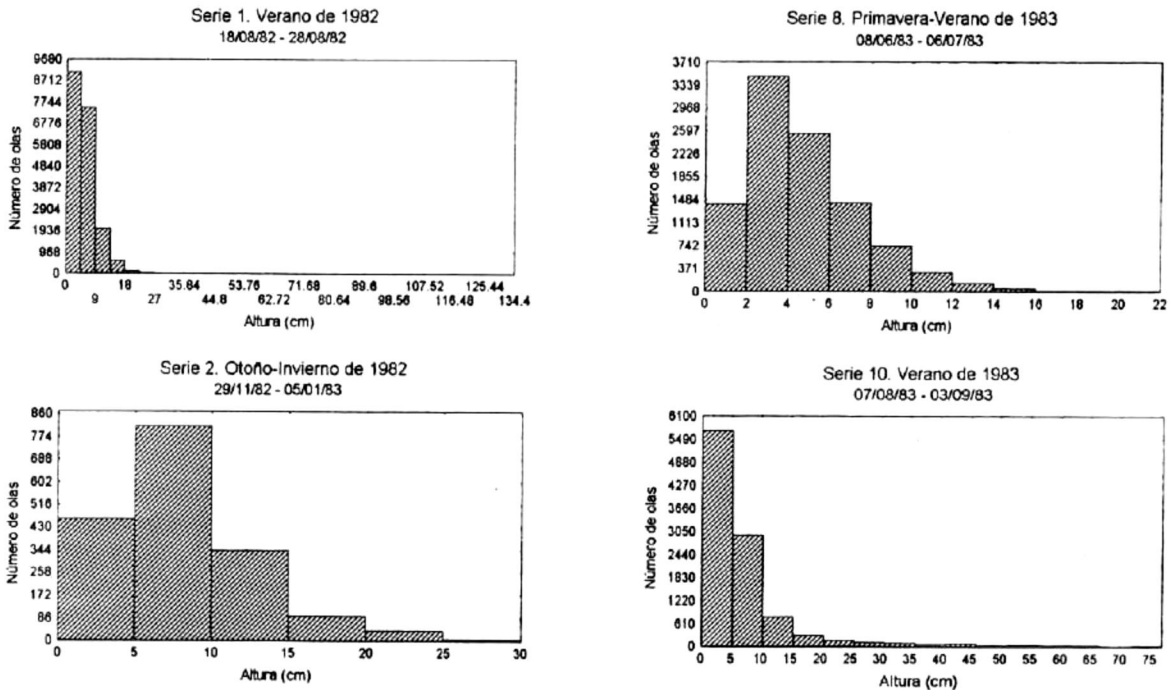 Serie 1. Verano de 1982
18/08/82 - 28/08/82
Número de olas
9680
8712
7744
6776
5808
4840
3872
2904
1936
968
0
0 18 35.84 53.76 71.68 89.6 107.52 125.44
9 27 44.8 62.72 80.64 98.56 116.48 134.4
Altura (cm)
Serie 8. Primavera-Verano de 1983
08/06/83 - 06/07/83
Número de olas
3710
3339
2968
2597
2226
1855
1484
1113
742
371
0
0 2 4 6 8 10 12 14 16 18 20 22
Altura (cm)
Serie 2. Otoño-Invierno de 1982
29/11/82 - 05/01/83
Número de olas
860
774
688
602
516
430
344
258
172
86
0
0 5 10 15 20 25 30
Altura (cm)
Serie 10. Verano de 1983
07/08/83 - 03/09/83
Número de olas
6100
5490
4880
4270
3660
3050
2440
1830
1220
610
0
0 5 10 15 20 25 30 35 40 45 50 55 60 65 70 75
Altura (cm)